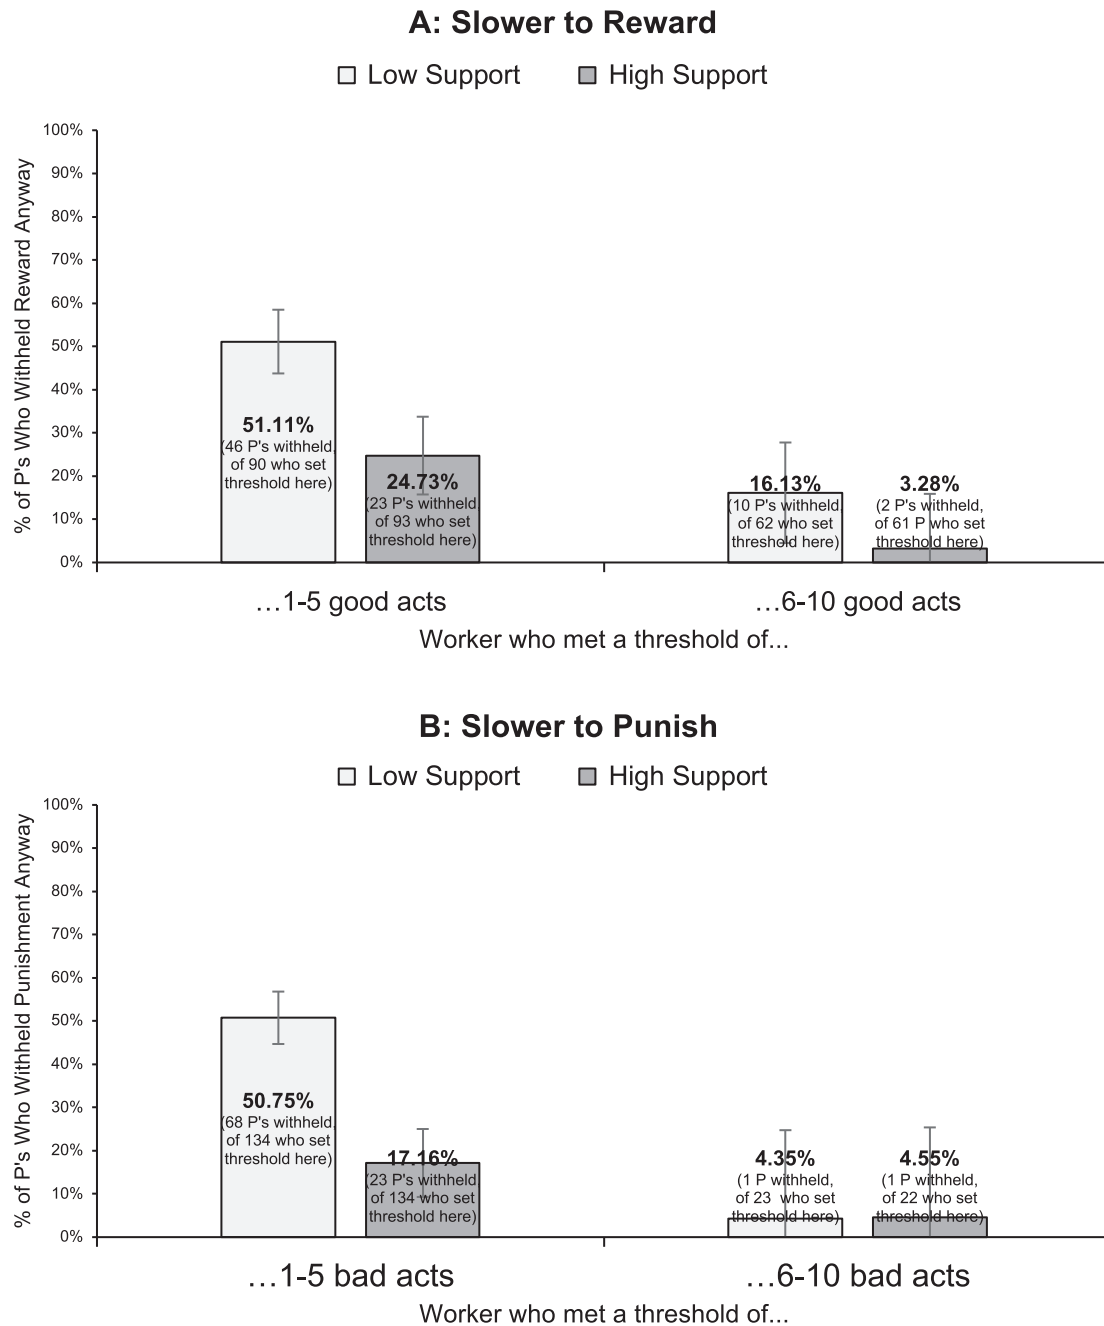 A: Slower to Reward
Low Support High Support
% of P's Who Withheld Reward Anyway
100%
90%
80%
70%
60%
50%
40%
30%
20%
10%
0%
51.11%
(46 P's withheld,
of 90 who set
threshold here)
24.73%
(23 P's withheld,
of 93 who set
threshold here)
16.13%
(10 P's withheld,
of 62 who set
threshold here)
3.28%
(2 P's withheld,
of 61 P who set
threshold here)
…1-5 good acts
…6-10 good acts
Worker who met a threshold of...
B: Slower to Punish
Low Support High Support
% of P's Who Withheld Punishment Anyway
100%
90%
80%
70%
60%
50%
40%
30%
20%
10%
0%
50.75%
(68 P's withheld,
of 134 who set
threshold here)
17.16%
(23 P's withheld,
of 134 who set
threshold here)
4.35%
(1 P withheld,
of 23 who set
threshold here)
4.55%
(1 P withheld,
of 22 who set
threshold here)
…1-5 bad acts
…6-10 bad acts
Worker who met a threshold of...